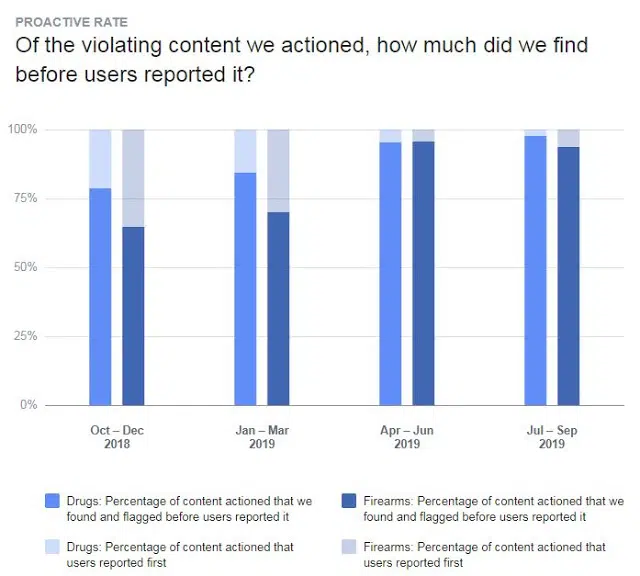 PROACTIVE RATE
Of the violating content we actioned, how much did we find
before users reported it?
100%
75%
50%
25%
0%
Oct – Dec
2018
Jan – Mar
2019
Apr – Jun
2019
Jul – Sep
2019
Drugs: Percentage of content actioned that we
found and flagged before users reported it
Firearms: Percentage of content actioned that we
found and flagged before users reported it
Drugs: Percentage of content actioned that
users reported first
Firearms: Percentage of content actioned that
users reported first